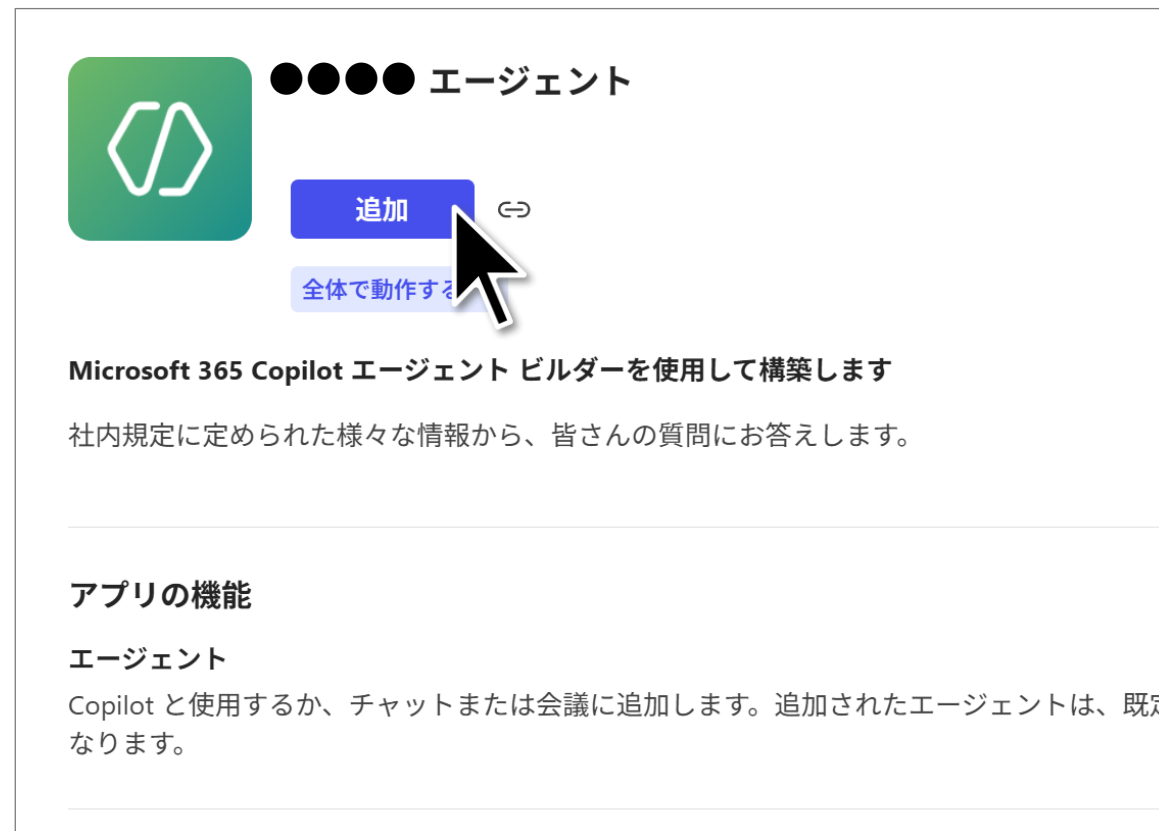 ●●●● エージェント
追加
全体で動作する
Microsoft 365 Copilot エージェント ビルダーを使用して構築します
社内規定に定められた様々な情報から、皆さんの質問にお答えします。
アプリの機能
エージェント
Copilot と使用するか、チャットまたは会議に追加します。追加されたエージェントは、既定
なります。